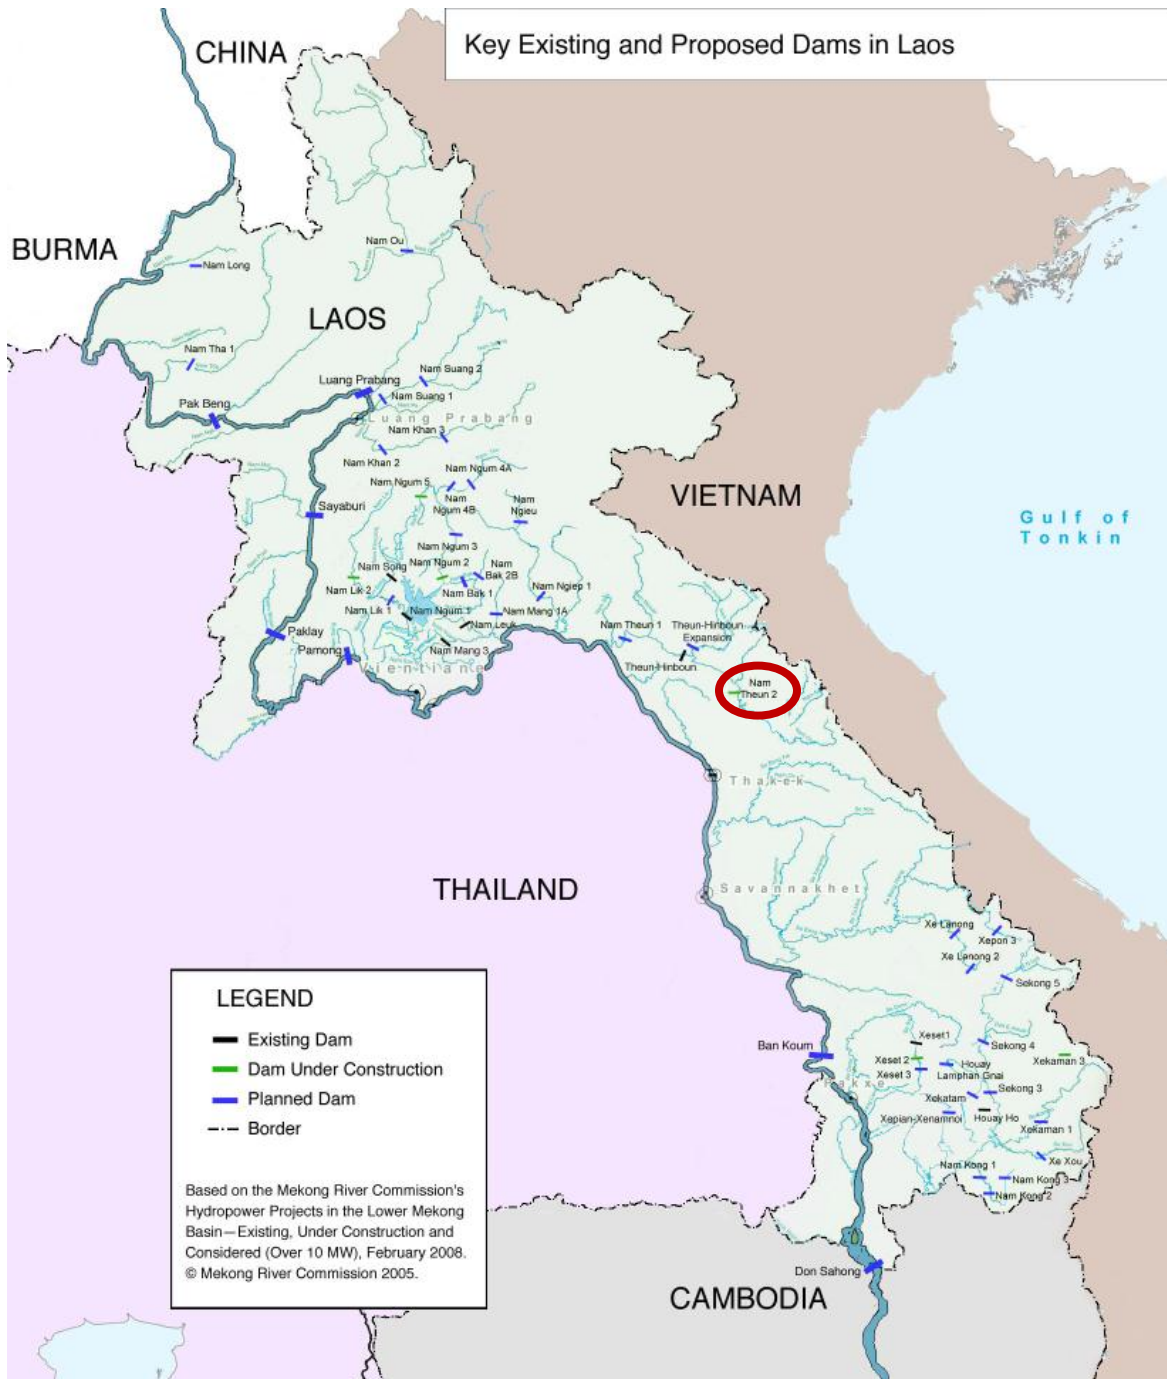 Key Existing and Proposed Dams in Laos
CHINA
BURMA
LAOS
VIETNAM
THAILAND
CAMBODIA
Gulf of
Tonkin
Nam Ou
Nam Long
Nam Tha 1
Luang Prabang
Nam Suang 2
Nam Suang 1
Pak Beng
Luang Prabang
Nam Khan 3
Nam Khan 2
Nam Ngum 4A
Nam Ngum 5
Nam
Ngum 4B
Nam
Ngieu
Sayaburi
Nam Ngum 3
Nam Song
Nam Ngum 2
Nam
Bak 2B
Nam Lik 2
Nam Bak 1
Nam Ngiep 1
Nam Lik 1
Nam Ngum 1
Nam Mang 1A
Nam Leuk
Paklay
Pamong
Nam Mang 3
Vientiane
Nam Theun 1
Theun-Hinboun
Expansion
Theun-Hinboun
Nam
Theun 2
Thakek
Savannakhet
Xe Lanong
Xepon 3
Xe Lanong 2
Sekong 5
Xeset1
Ban Koum
Sekong 4
Xeset 2
Houay
Lamphan Gnai
Xekaman 3
Xeset 3
Pakxe
Xekatam
Sekong 3
Xepian-Xenamnoi
Houay Ho
Xekaman 1
Xe Xou
Nam Kong 1
Nam Kong 3
Nam Kong 2
Don Sahong
LEGEND
Existing Dam
Dam Under Construction
Planned Dam
Border
Based on the Mekong River Commission's
Hydropower Projects in the Lower Mekong
Basin—Existing, Under Construction and
Considered (Over 10 MW), February 2008.
© Mekong River Commission 2005.